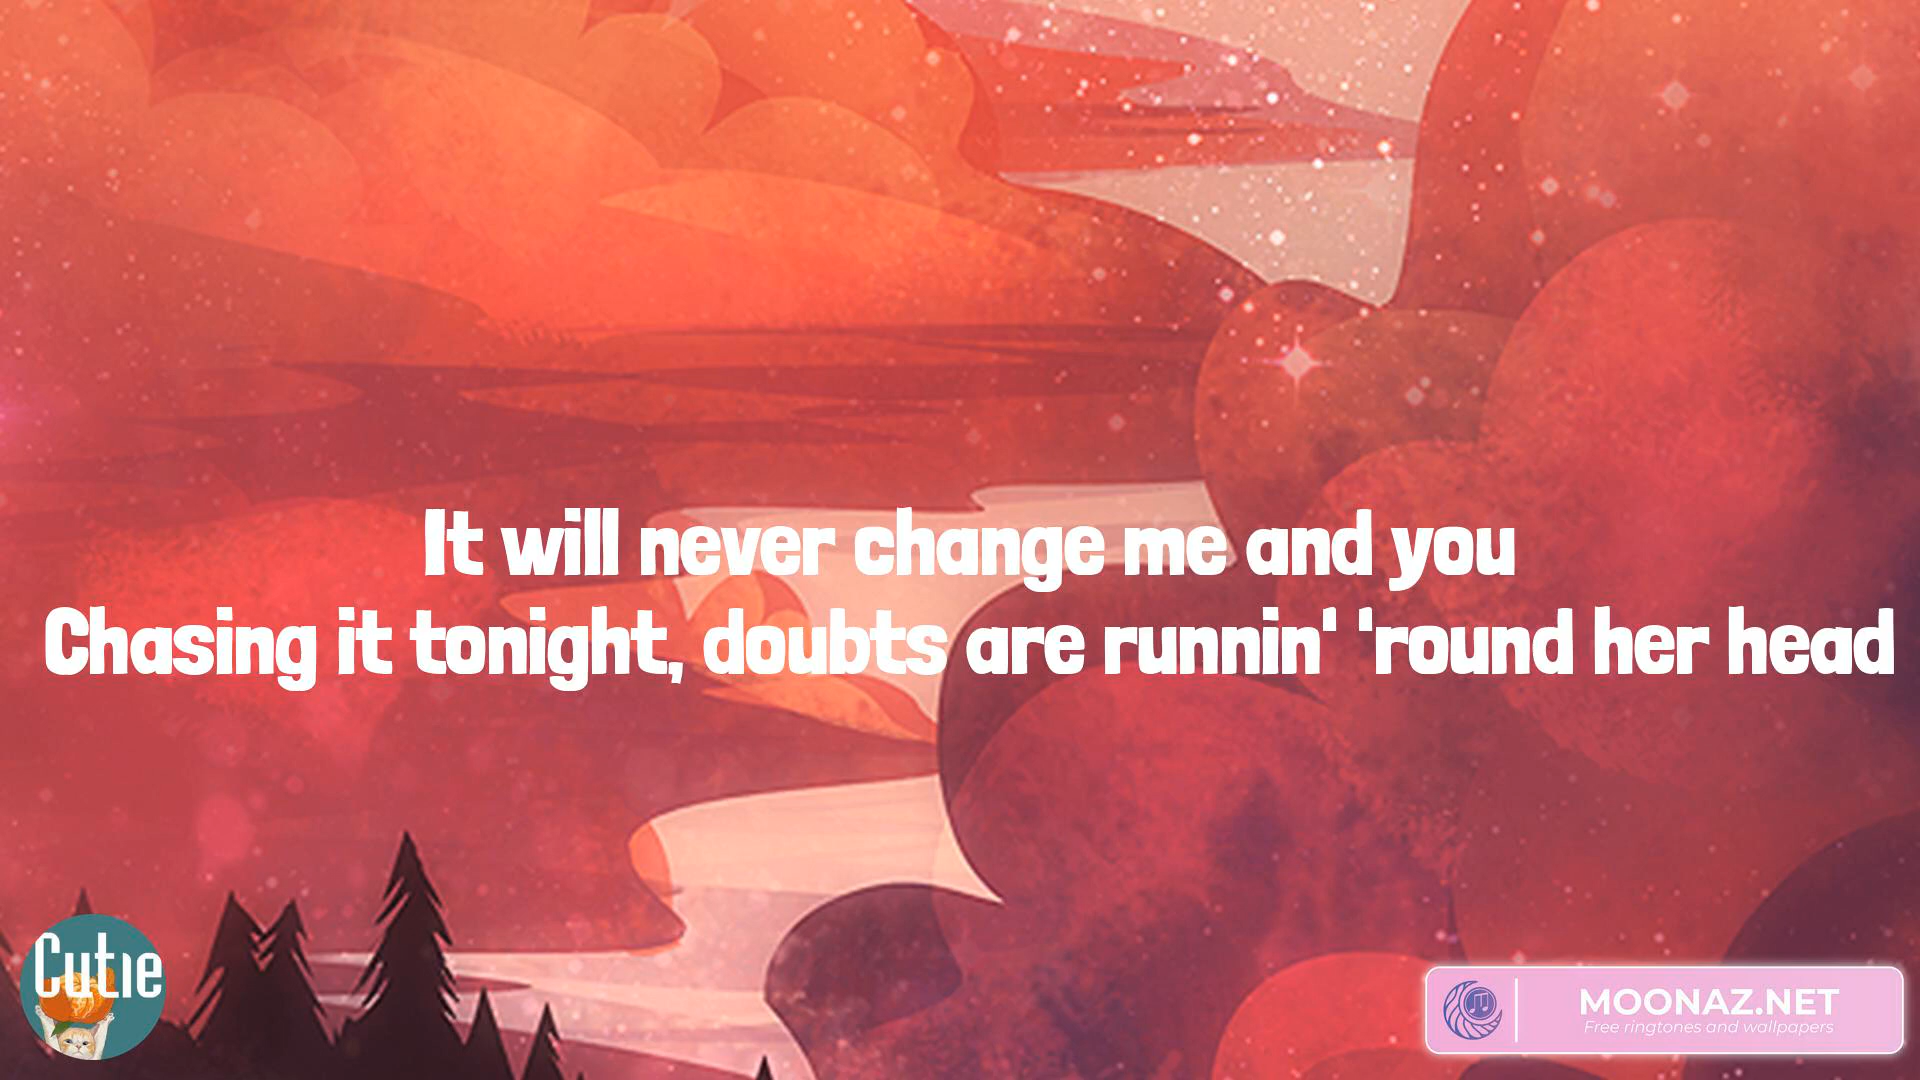 It will never change me and you
Chasing it tonight, doubts are runnin' 'round her head
Cutie
MOONAZ.NET
Free ringtones and wallpapers